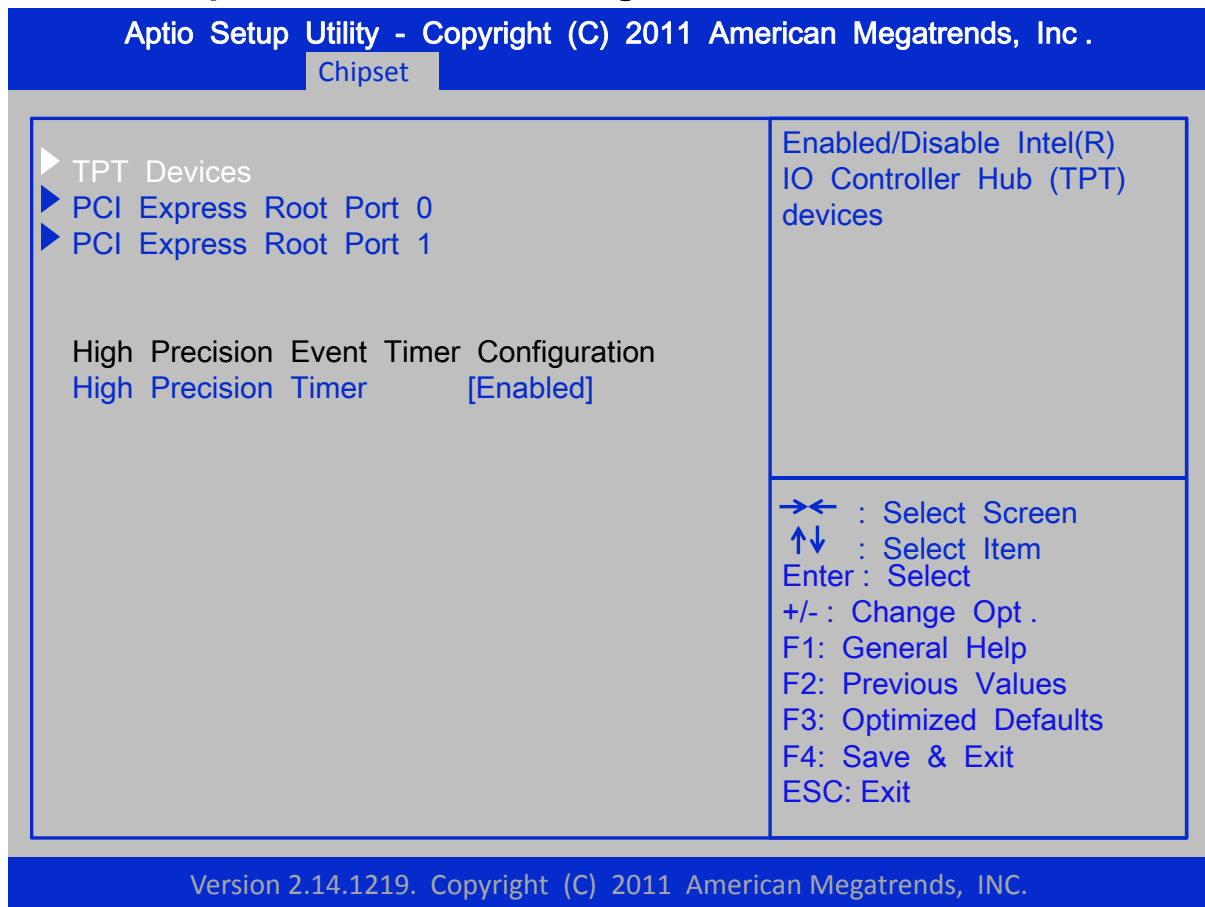 Aptio Setup Utility - Copyright (C) 2011 American Megatrends, Inc .
Chipset
TPT Devices
PCI Express Root Port 0
PCI Express Root Port 1
High Precision Event Timer Configuration
High Precision Timer [Enabled]
Enabled/Disable Intel(R)
IO Controller Hub (TPT)
devices
→← : Select Screen
↑↓ : Select Item
Enter : Select
+/- : Change Opt .
F1: General Help
F2: Previous Values
F3: Optimized Defaults
F4: Save & Exit
ESC: Exit
Version 2.14.1219. Copyright (C) 2011 American Megatrends, INC.